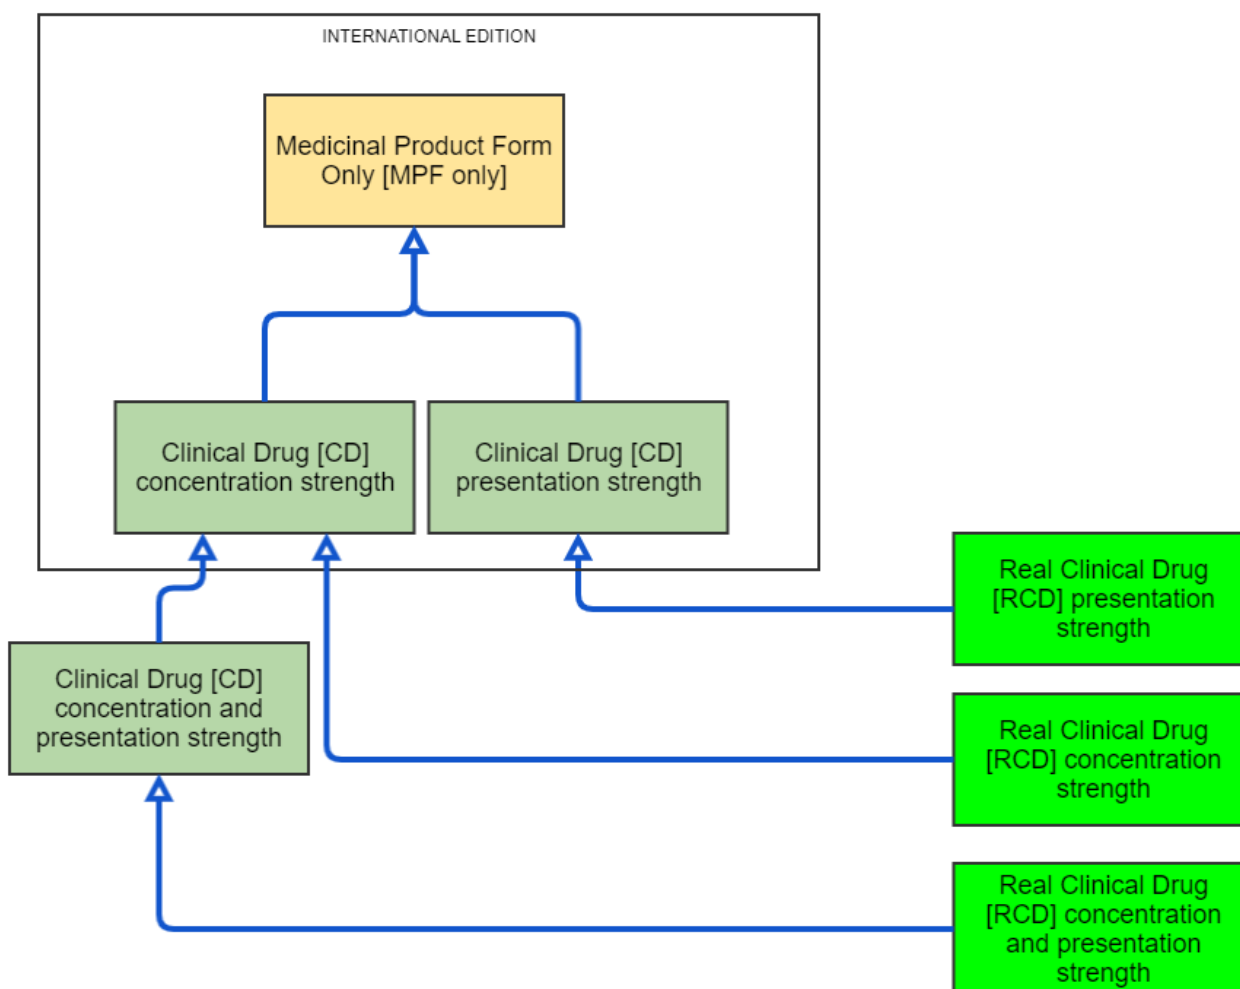 INTERNATIONAL EDITION
Medicinal Product Form
Only [MPF only]
Clinical Drug [CD]
concentration strength
Clinical Drug [CD]
presentation strength
Real Clinical Drug
[RCD] presentation
strength
Clinical Drug [CD]
concentration and
presentation strength
Real Clinical Drug
[RCD] concentration
strength
Real Clinical Drug
[RCD] concentration
and presentation
strength